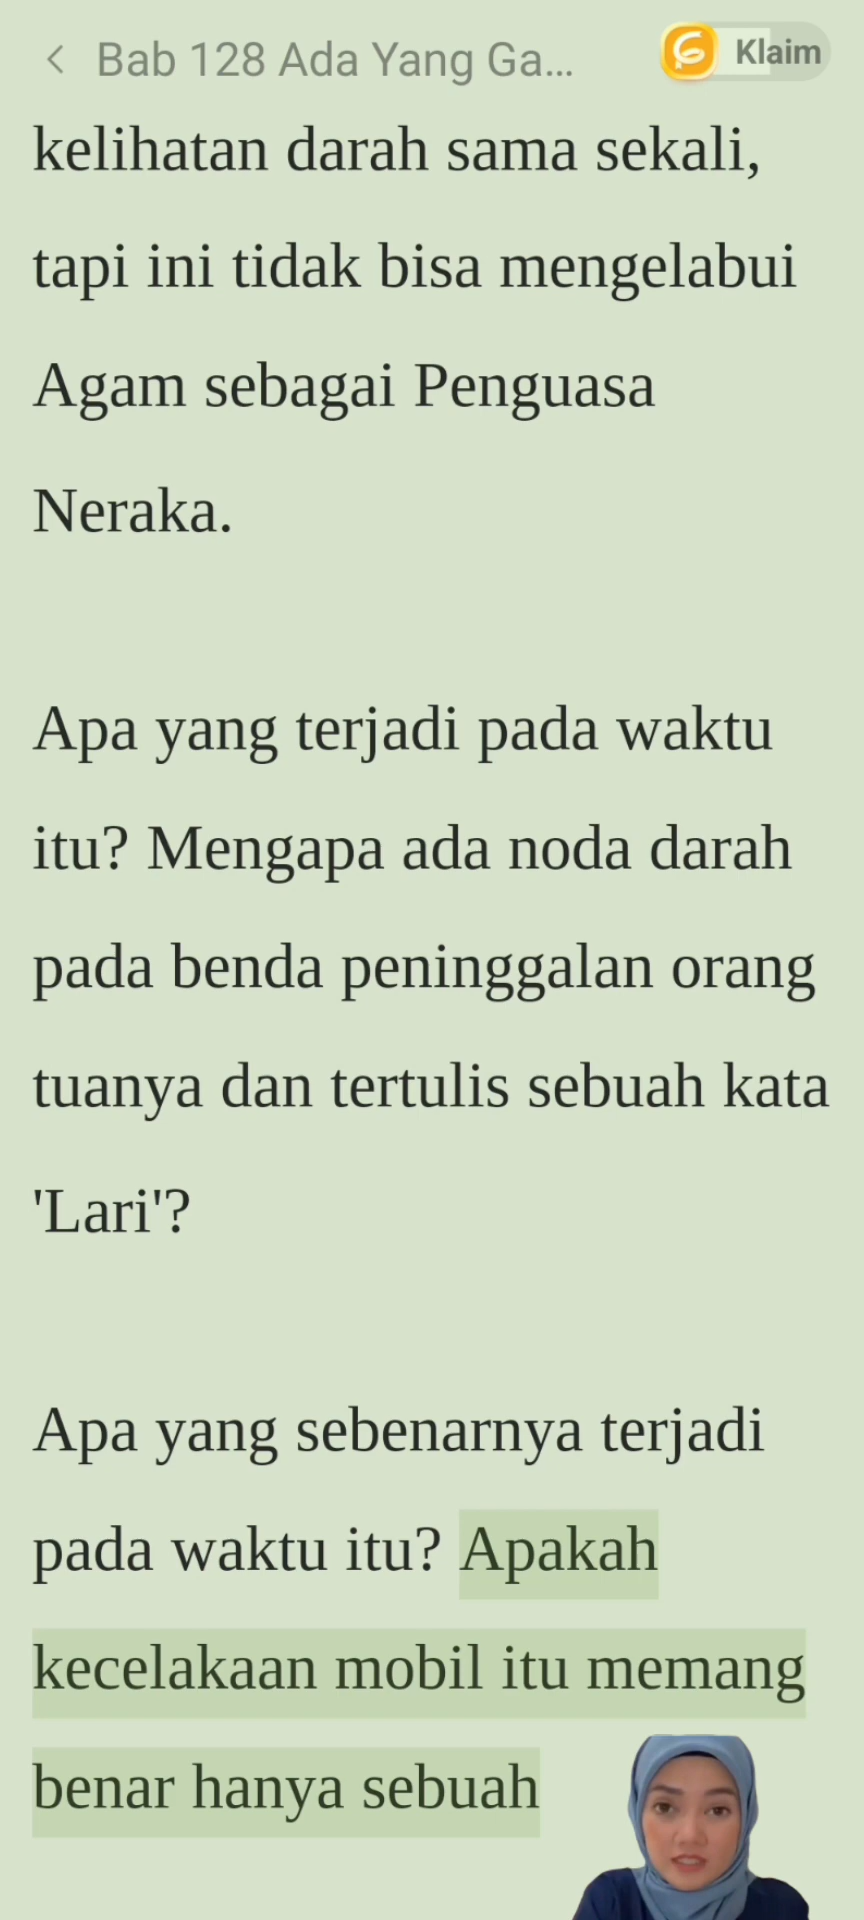 Bab 128 Ada Yang Ga...
Klaim
kelihatan darah sama sekali,
tapi ini tidak bisa mengelabui
Agam sebagai Penguasa
Neraka.
Apa yang terjadi pada waktu
itu? Mengapa ada noda darah
pada benda peninggalan orang
tuanya dan tertulis sebuah kata
'Lari'?
Apa yang sebenarnya terjadi
pada waktu itu? Apakah
kecelakaan mobil itu memang
benar hanya sebuah